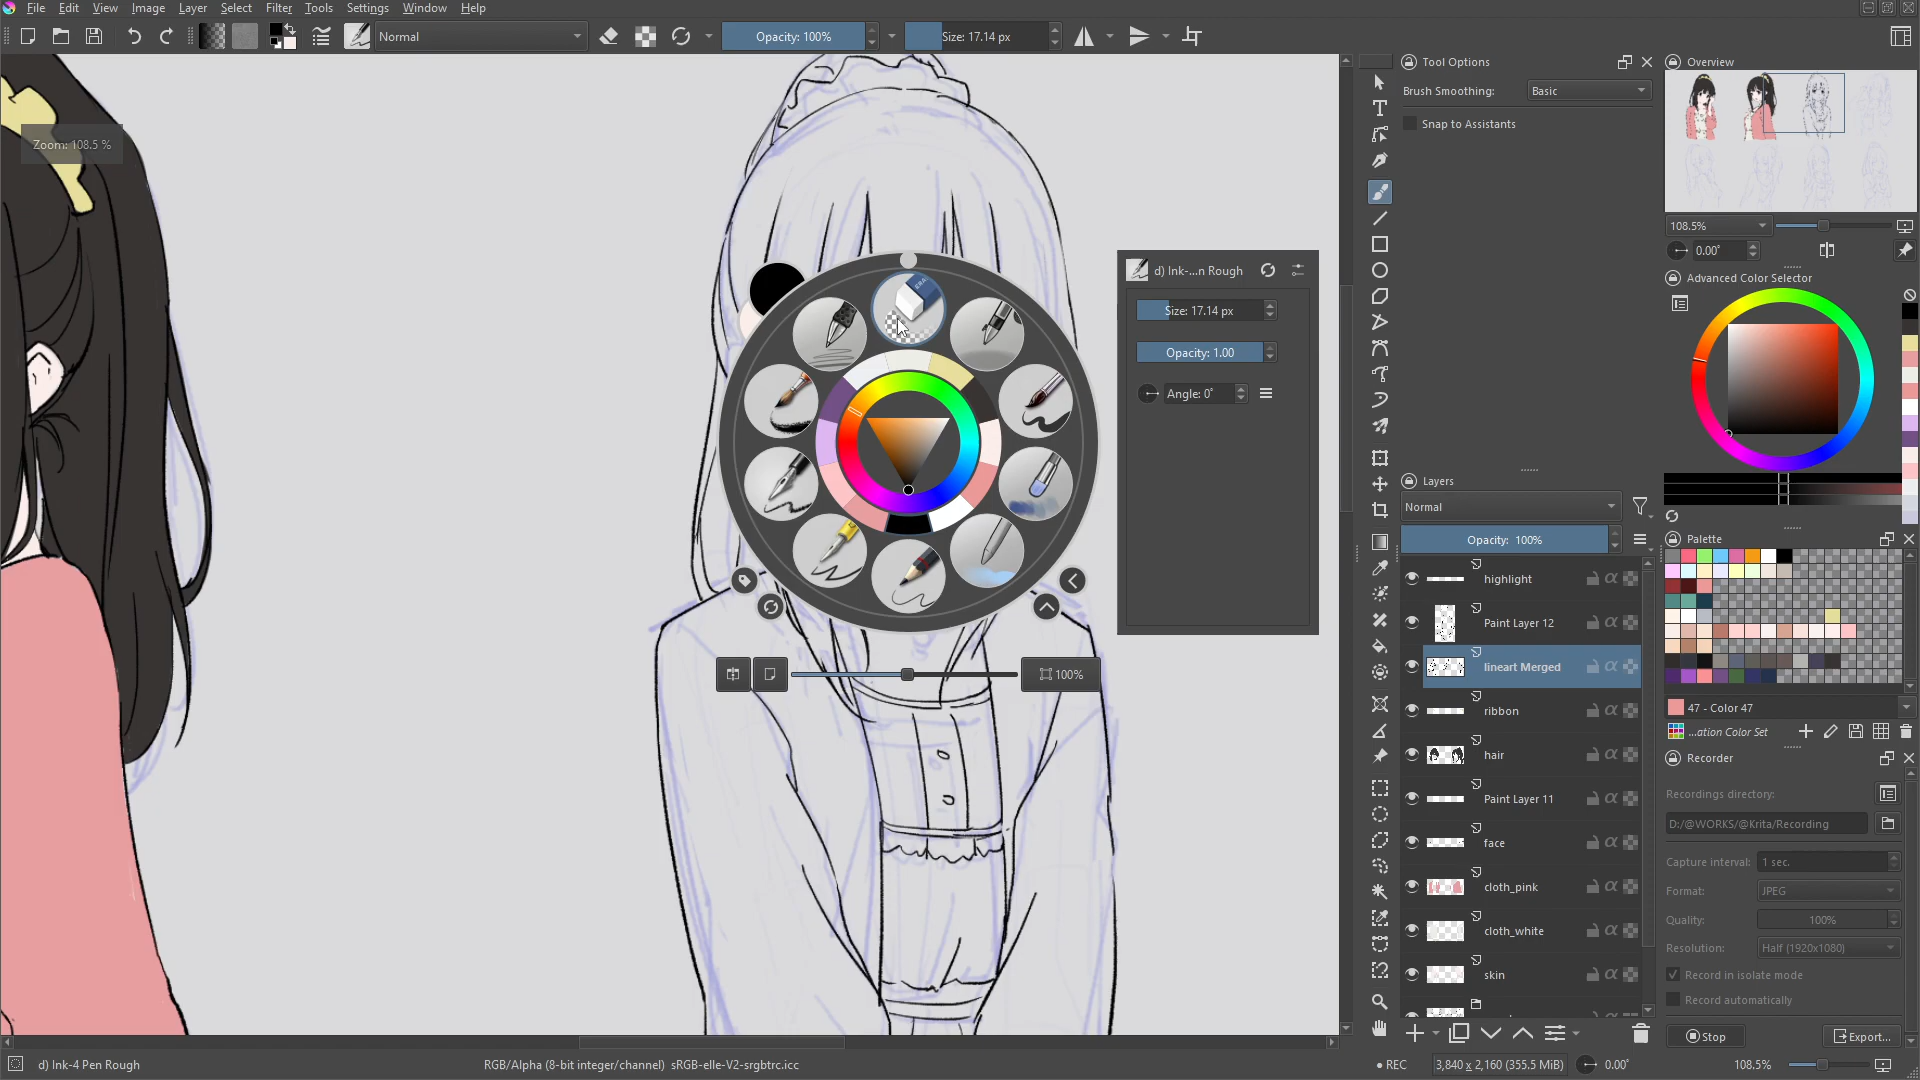 File Edit View Image Layer Select Filter Tools Settings Window Help
Normal
Opacity: 100%
Size: 17.14 px
Zoom: 108.5 %
d) Ink-...n Rough
Size: 17.14 px
Opacity: 1.00
Angle: 0°
100%
Tool Options
Brush Smoothing:
Basic
Snap to Assistants
Layers
Normal
Opacity: 100%
highlight
Paint Layer 12
lineart Merged
ribbon
hair
Paint Layer 11
face
cloth_pink
cloth_white
skin
Overview
108.5%
0.00°
Advanced Color Selector
Palette
47 - Color 47
...ation Color Set
Recorder
Recordings directory:
D:/@WORKS/@Krita/Recording
Capture interval: 1 sec.
Format: JPEG
Quality: 100%
Resolution: Half (1920x1080)
Record in isolate mode
Record automatically
Stop
Export...
d) Ink-4 Pen Rough
RGB/Alpha (8-bit integer/channel) sRGB-elle-V2-srgbtrc.icc
REC
3,840 x 2,160 (355.5 MiB)
0.00°
108.5%